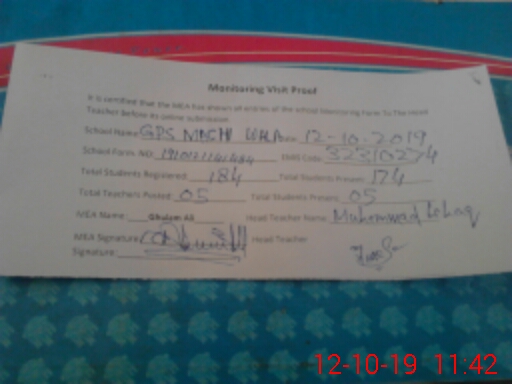 Monitoring Visit Proof
It is certified that the MEA has shown all entries of the school Monitoring Form To The Head
Teacher before its online submission
School Name GPS Date 12-10.2019
School Form. NO: EMIS Code
Total Students Registered: 184 Total Students Present 174
Total Teachers Posted: 05 Total Students Present 05
MEA Name Ghulam Ali Head Teacher Name Muhammad Ishaq
MEA Signature Head Teacher
Signature:
12-10-19 11:42